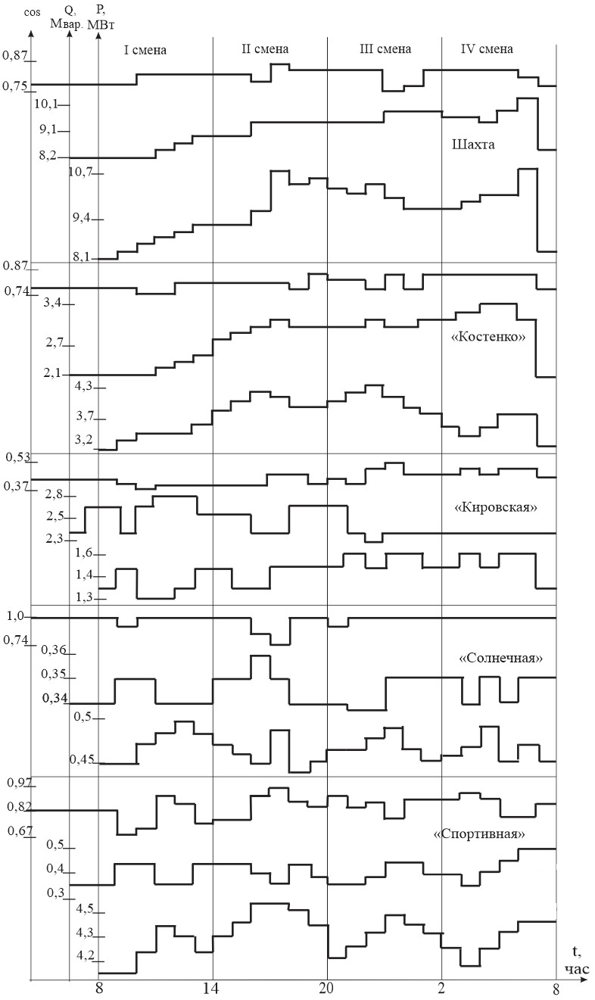 cos
Q,
Мвар.
P,
МВт
I смена
II смена
III смена
IV смена
0,87
0,75
10,1
9,1
8,2
Шахта
10,7
9,4
8,1
0,87
0,74
3,4
2,7
2,1
«Костенко»
4,3
3,7
3,2
0,53
0,37
2,8
2,5
2,3
«Кировская»
1,6
1,4
1,3
1,0
0,74
0,36
0,35
0,34
«Солнечная»
0,5
0,45
0,97
0,82
0,67
0,5
0,4
0,3
«Спортивная»
4,5
4,3
4,2
t,
час
8
14
20
2
8